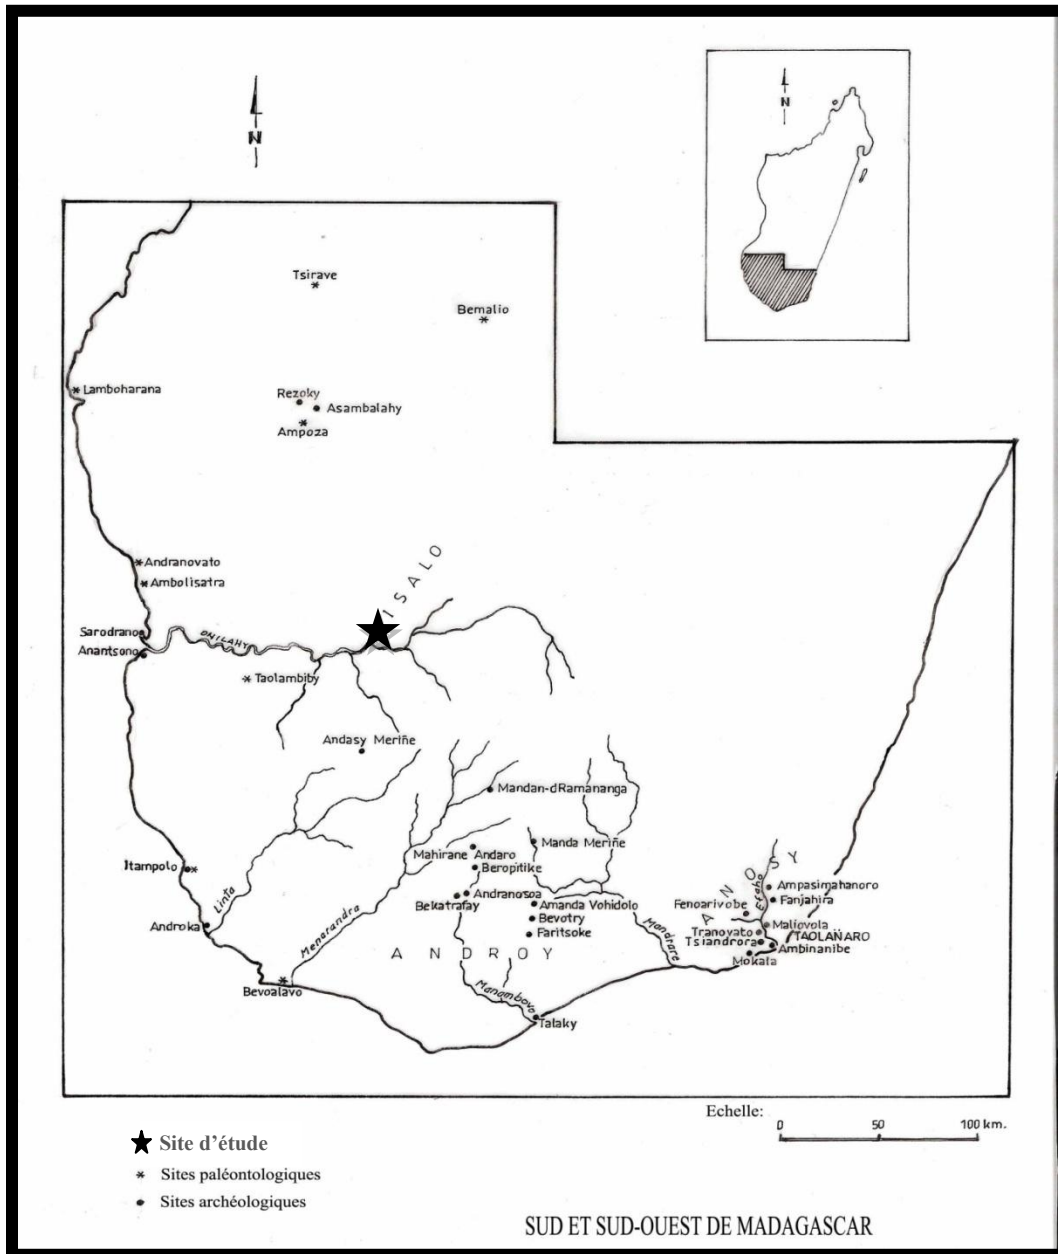 N
N
Tsirave
Bemalio
Lamboharana
Rezoky
Asambalahy
Ampoza
Andranovato
Ambolisatra
ISALO
Sarodrano
ONILAHY
Anantsono
Taolambiby
Andasy Meriñe
Mandan-dRamananga
Manda Meriñe
Mahirane
Andaro
Beropitike
Itampolo
Linta
Andranosoa
Belkatrafay
Amanda Vohidolo
Bevotry
Faritsoke
Androka
Menarandra
ANDROY
Mandrare
ANOSY
Efaho
Ampasimahanoro
Fanjahira
Fenoarivobe
Maliovola
Tranovato
TAOLAÑARO
Tsiandrora
Ambinanibe
Mokala
Bevoalavo
Manambovo
Talaky
Echelle:
0 50 100 km.
Site d'étude
Sites paléontologiques
Sites archéologiques
SUD ET SUD-OUEST DE MADAGASCAR